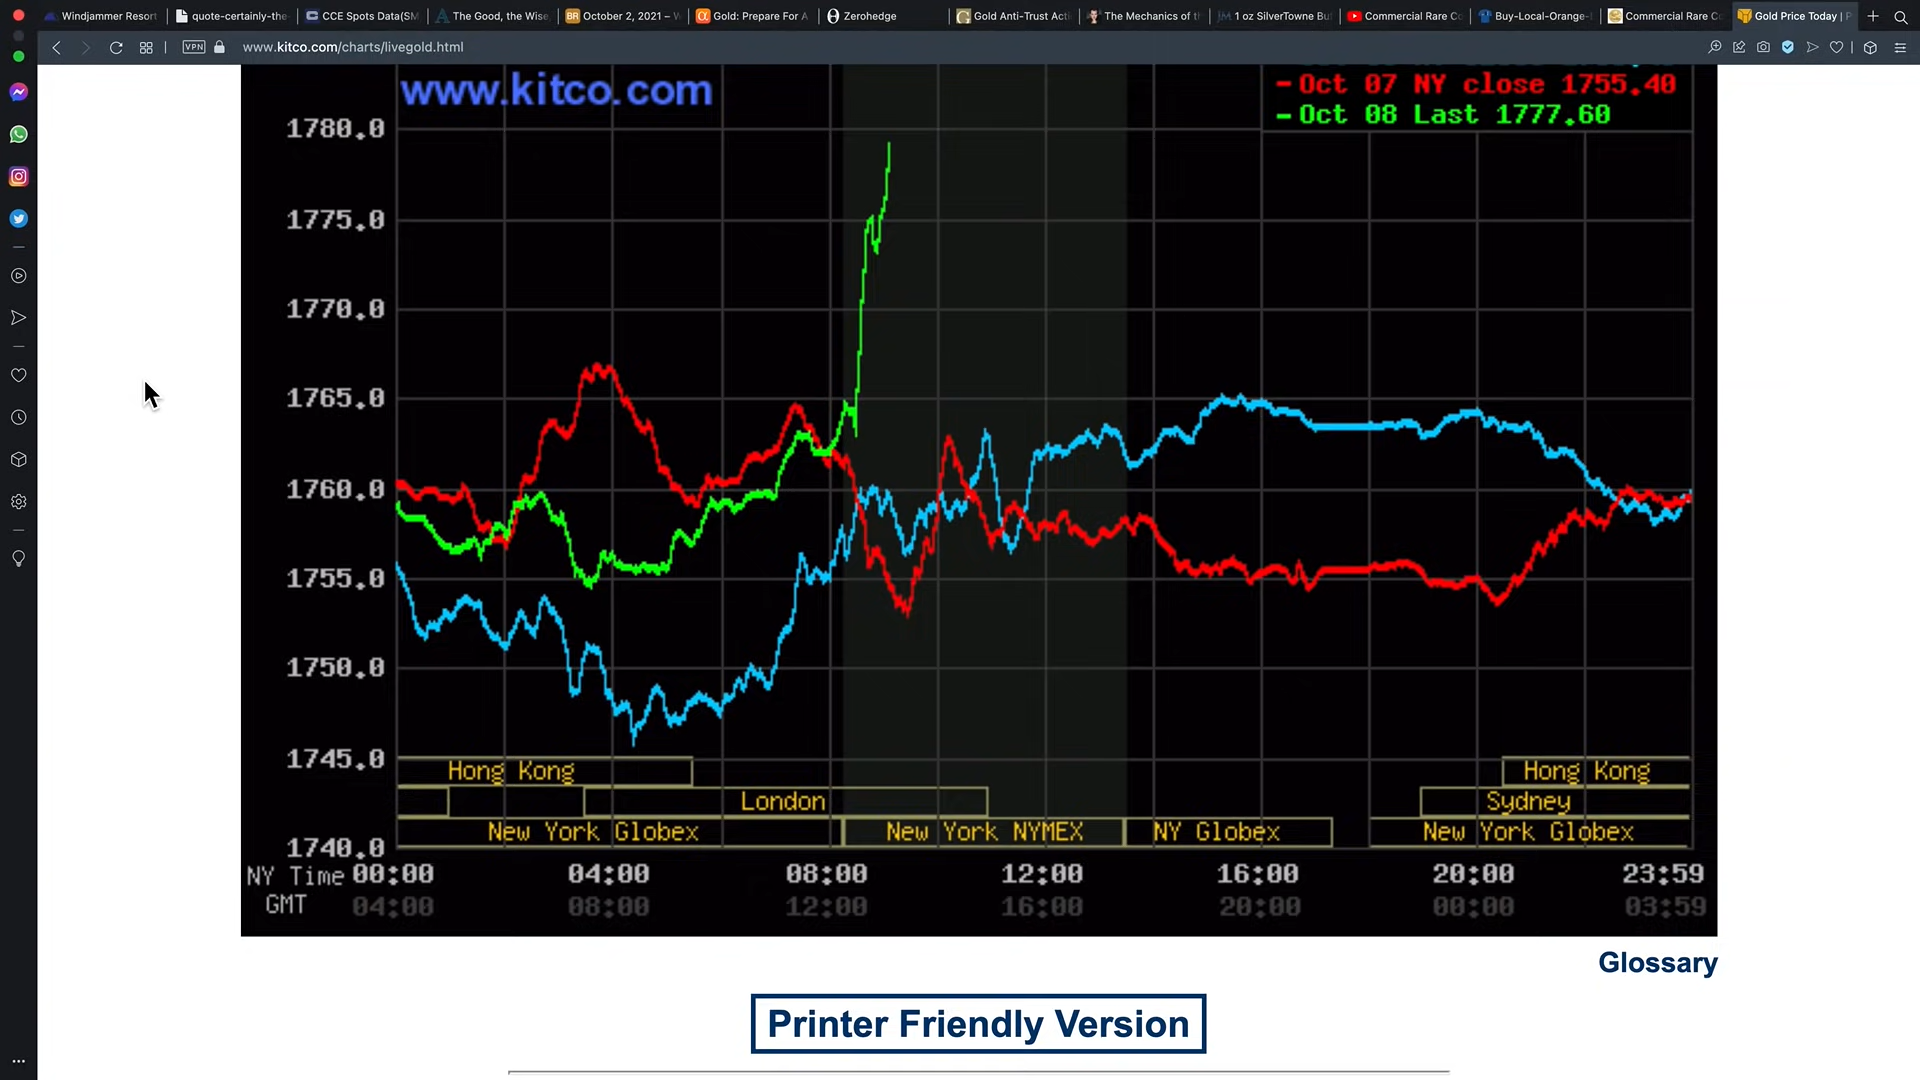 Windjammer Resort
quote-certainly-the-
CCE Spots Data(SM
The Good, the Wise,
BR October 2, 2021 – W
Gold: Prepare For A
Zerohedge
Gold Anti-Trust Acti
The Mechanics of th
JM 1 oz SilverTowne Bu
Commercial Rare Co
Buy-Local-Orange-
Commercial Rare Co
Gold Price Today | P
VPN
www.kitco.com/charts/livegold.html
www.kitco.com
Oct 07 NY close 1755.40
Oct 08 Last 1777.60
1780.0
1775.0
1770.0
1765.0
1760.0
1755.0
1750.0
1745.0
1740.0
Hong Kong
Hong Kong
London
Sydney
New York Globex
New York NYMEX
NY Globex
New York Globex
NY Time 00:00 04:00 08:00 12:00 16:00 20:00 23:59
GMT 04:00 08:00 12:00 16:00 20:00 00:00 03:59
Glossary
Printer Friendly Version